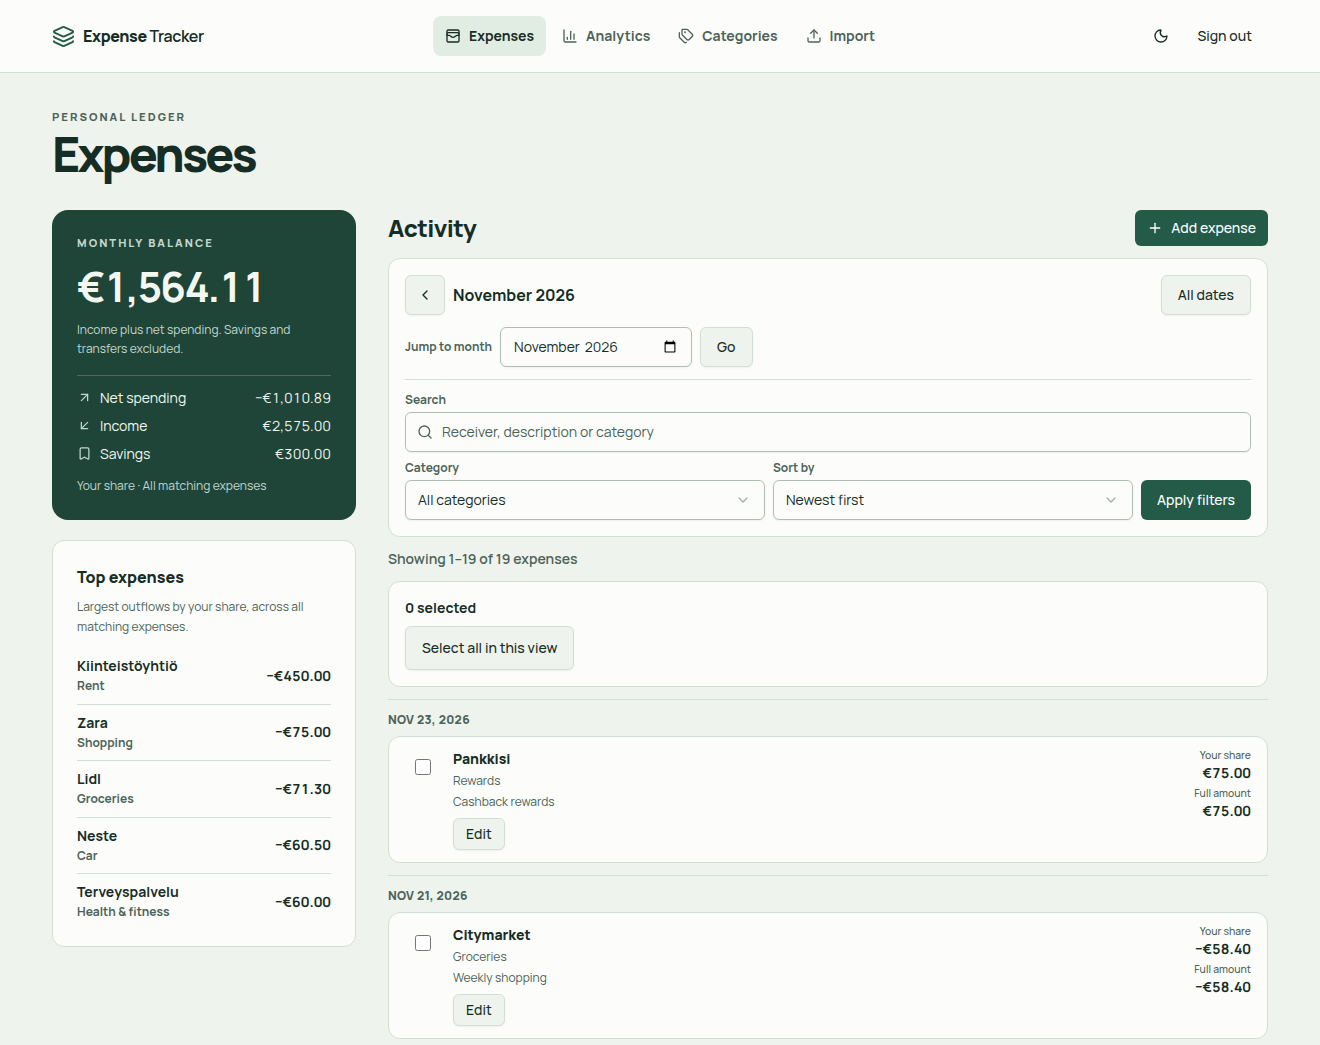 Expense Tracker
Expenses
Analytics
Categories
Import
Sign out
PERSONAL LEDGER
Expenses
MONTHLY BALANCE
€1,564.11
Income plus net spending. Savings and
transfers excluded.
Net spending −€1,010.89
Income €2,575.00
Savings €300.00
Your share · All matching expenses
Top expenses
Largest outflows by your share, across all
matching expenses.
Kiinteistöyhtiö
Rent
−€450.00
Zara
Shopping
−€75.00
Lidl
Groceries
−€71.30
Neste
Car
−€60.50
Terveyspalvelu
Health & fitness
−€60.00
Activity
Add expense
November 2026
All dates
Jump to month
November 2026
Go
Search
Receiver, description or category
Category
All categories
Sort by
Newest first
Apply filters
Showing 1–19 of 19 expenses
0 selected
Select all in this view
NOV 23, 2026
Pankkisi
Rewards
Cashback rewards
Edit
Your share
€75.00
Full amount
€75.00
NOV 21, 2026
Citymarket
Groceries
Weekly shopping
Edit
Your share
−€58.40
Full amount
−€58.40